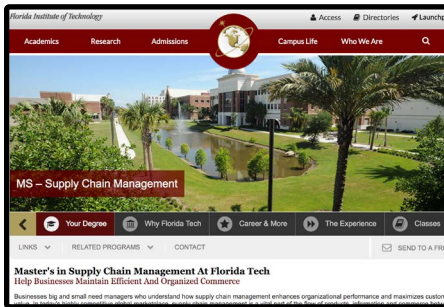 Florida Institute of Technology
Access Directories Launchp
Academics Research Admissions Campus Life Who We Are
MS – Supply Chain Management
Your Degree Why Florida Tech Career & More The Experience Classes
LINKS RELATED PROGRAMS CONTACT SEND TO A FRI
Master's in Supply Chain Management At Florida Tech
Help Businesses Maintain Efficient And Organized Commerce
Businesses big and small need managers who understand how supply chain management enhances organizational performance and maximizes customer